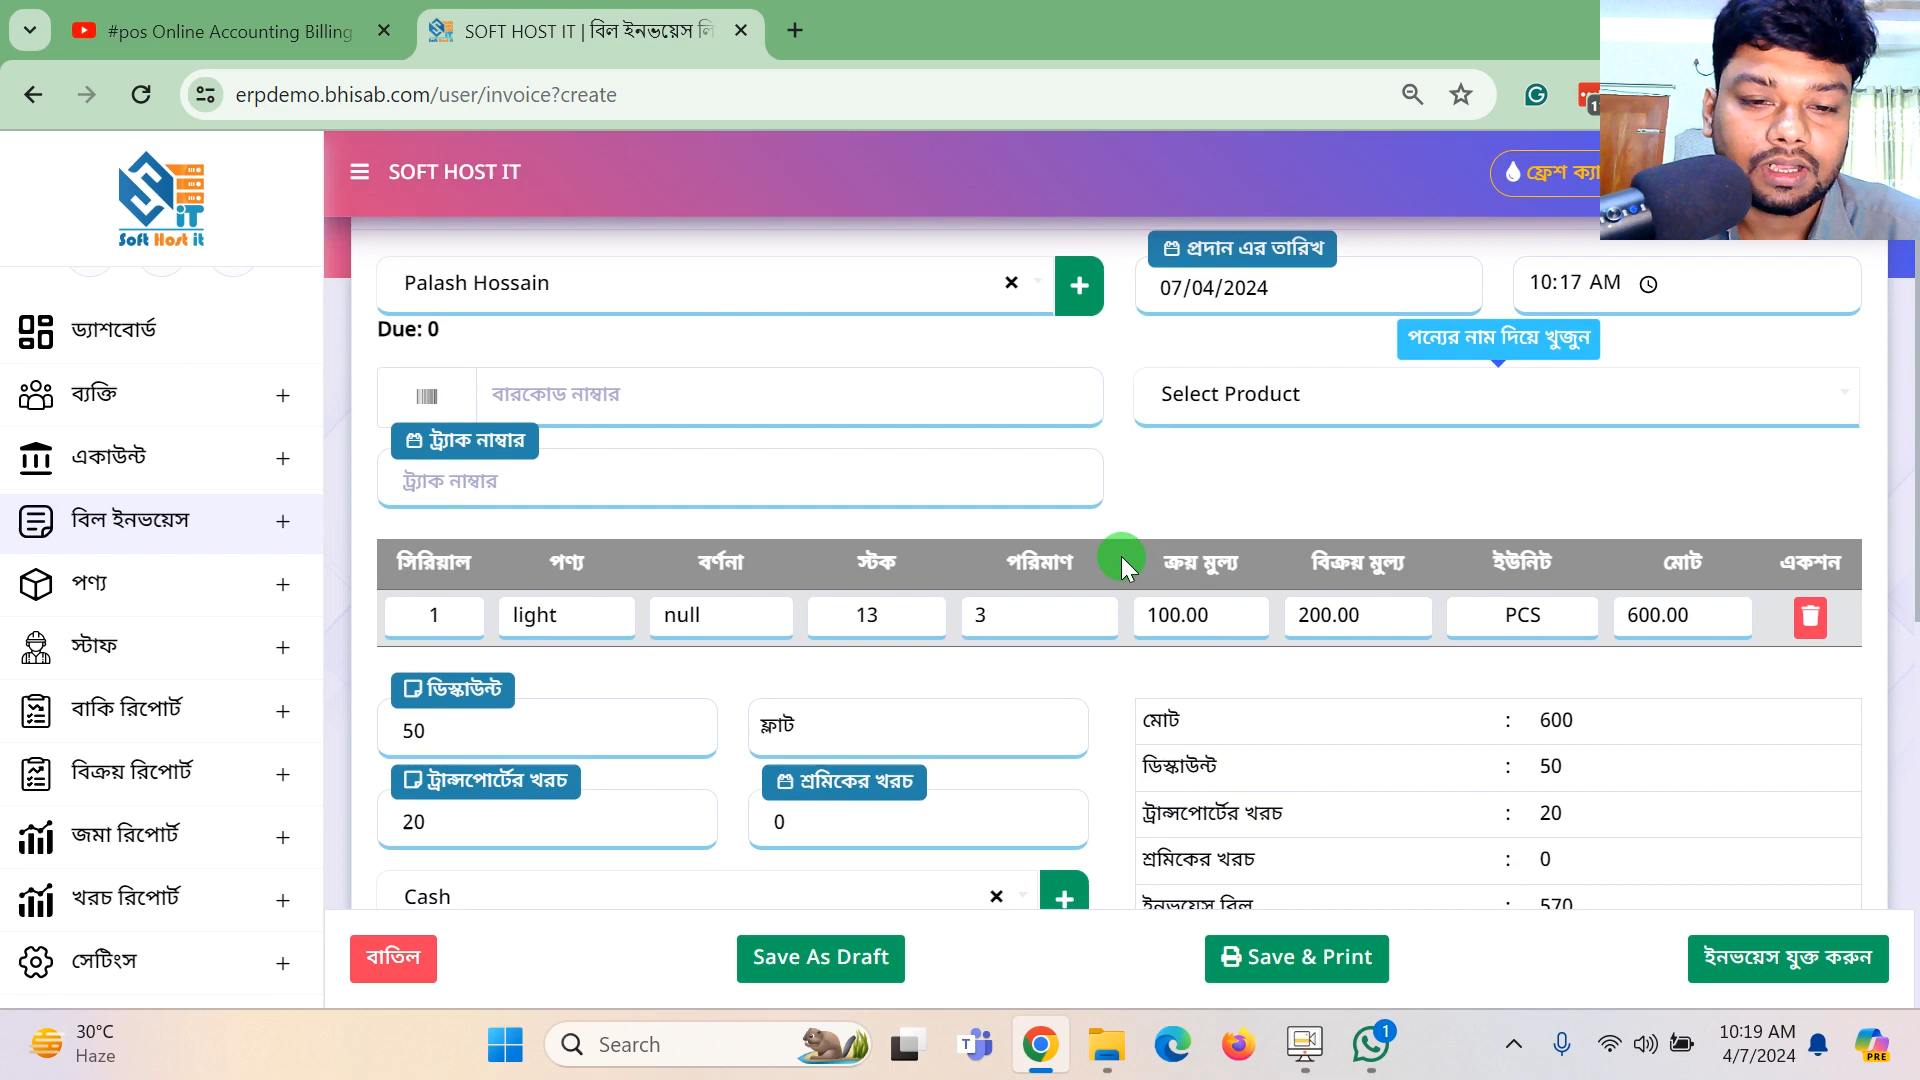 #pos Online Accounting Billing
SOFT HOST IT | বিল ইনভয়েস লি
erpdemo.bhisab.com/user/invoice?create
Soft Host it
SOFT HOST IT
ফ্রেশ ক্যা
ড্যাশবোর্ড
ব্যক্তি +
একাউন্ট +
বিল ইনভয়েস +
পণ্য +
স্টাফ +
বাকি রিপোর্ট +
বিক্রয় রিপোর্ট +
জমা রিপোর্ট +
খরচ রিপোর্ট +
সেটিংস +
প্রদান এর তারিখ
Palash Hossain × +
07/04/2024
10:17 AM
Due: 0
পন্যের নাম দিয়ে খুজুন
বারকোড নাম্বার
Select Product
ট্র্যাক নাম্বার
ট্র্যাক নাম্বার
সিরিয়াল পণ্য বর্ণনা স্টক পরিমাণ ক্রয় মুল্য বিক্রয় মুল্য ইউনিট মোট একশন
1 light null 13 3 100.00 200.00 PCS 600.00
ডিস্কাউন্ট
50
ফ্লাট
ট্রান্সপোর্টের খরচ
20
শ্রমিকের খরচ
0
Cash × +
মোট : 600
ডিস্কাউন্ট : 50
ট্রান্সপোর্টের খরচ : 20
শ্রমিকের খরচ : 0
ইনভয়েস বিল : 570
বাতিল
Save As Draft
Save & Print
ইনভয়েস যুক্ত করুন
30°C
Haze
Search
1
10:19 AM
4/7/2024
PRE